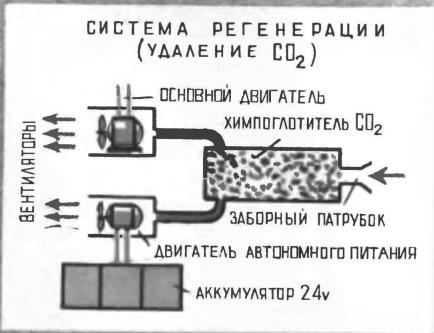 СИСТЕМА РЕГЕНЕРАЦИИ
(УДАЛЕНИЕ CO₂)
ОСНОВНОЙ ДВИГАТЕЛЬ
ХИМПОГЛОТИТЕЛЬ CO₂
ВЕНТИЛЯТОРЫ
ЗАБОРНЫЙ ПАТРУБОК
ДВИГАТЕЛЬ АВТОНОМНОГО ПИТАНИЯ
АККУМУЛЯТОР 24v